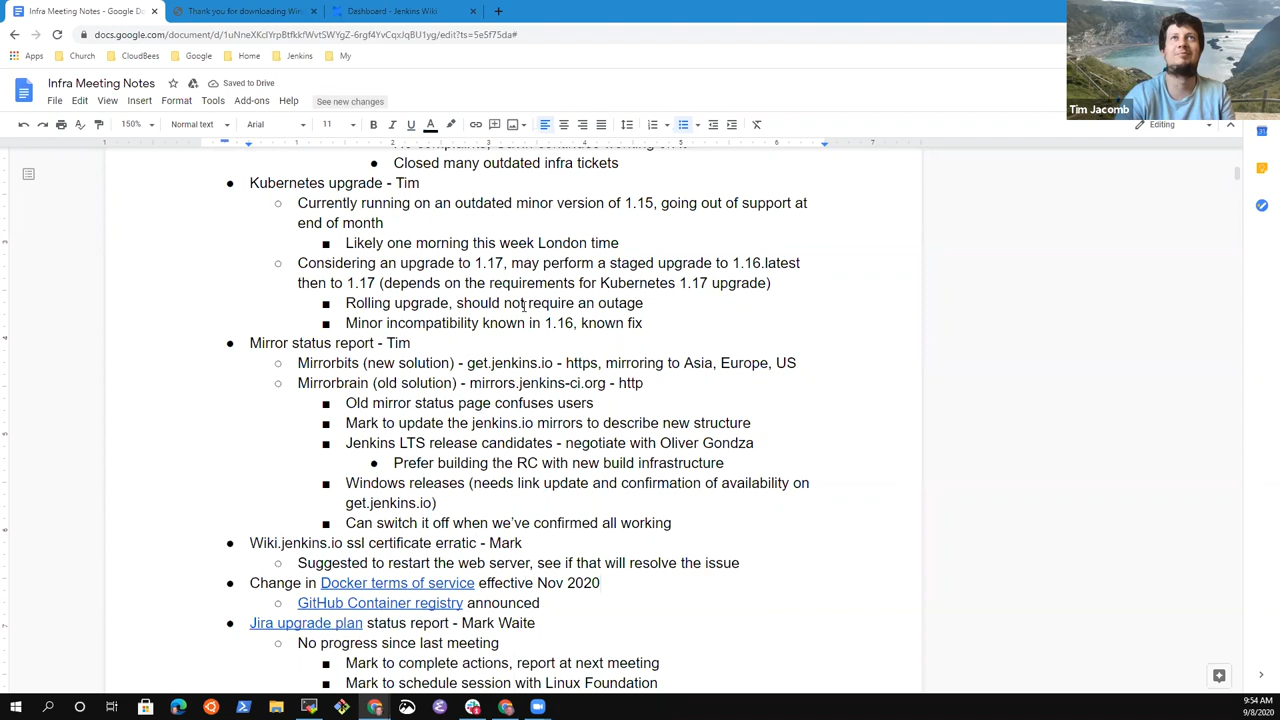 Infra Meeting Notes - Google Do
Thank you for downloading Win
Dashboard - Jenkins Wiki
Apps
Church
CloudBees
Google
Home
Jenkins
My
Infra Meeting Notes
Saved to Drive
File Edit View Insert Format Tools Add-ons Help
See new changes
150%
Normal text
Arial
11
Editing
Tim Jacomb
Closed many outdated infra tickets
Kubernetes upgrade - Tim
Currently running on an outdated minor version of 1.15, going out of support at
end of month
Likely one morning this week London time
Considering an upgrade to 1.17, may perform a staged upgrade to 1.16.latest
then to 1.17 (depends on the requirements for Kubernetes 1.17 upgrade)
Rolling upgrade, should not require an outage
Minor incompatibility known in 1.16, known fix
Mirror status report - Tim
Mirrorbits (new solution) - get.jenkins.io - https, mirroring to Asia, Europe, US
Mirrorbrain (old solution) - mirrors.jenkins-ci.org - http
Old mirror status page confuses users
Mark to update the jenkins.io mirrors to describe new structure
Jenkins LTS release candidates - negotiate with Oliver Gondza
Prefer building the RC with new build infrastructure
Windows releases (needs link update and confirmation of availability on
get.jenkins.io)
Can switch it off when we've confirmed all working
Wiki.jenkins.io ssl certificate erratic - Mark
Suggested to restart the web server, see if that will resolve the issue
Change in Docker terms of service effective Nov 2020
GitHub Container registry announced
Jira upgrade plan status report - Mark Waite
No progress since last meeting
Mark to complete actions, report at next meeting
Mark to schedule session with Linux Foundation
9:54 AM
9/8/2020